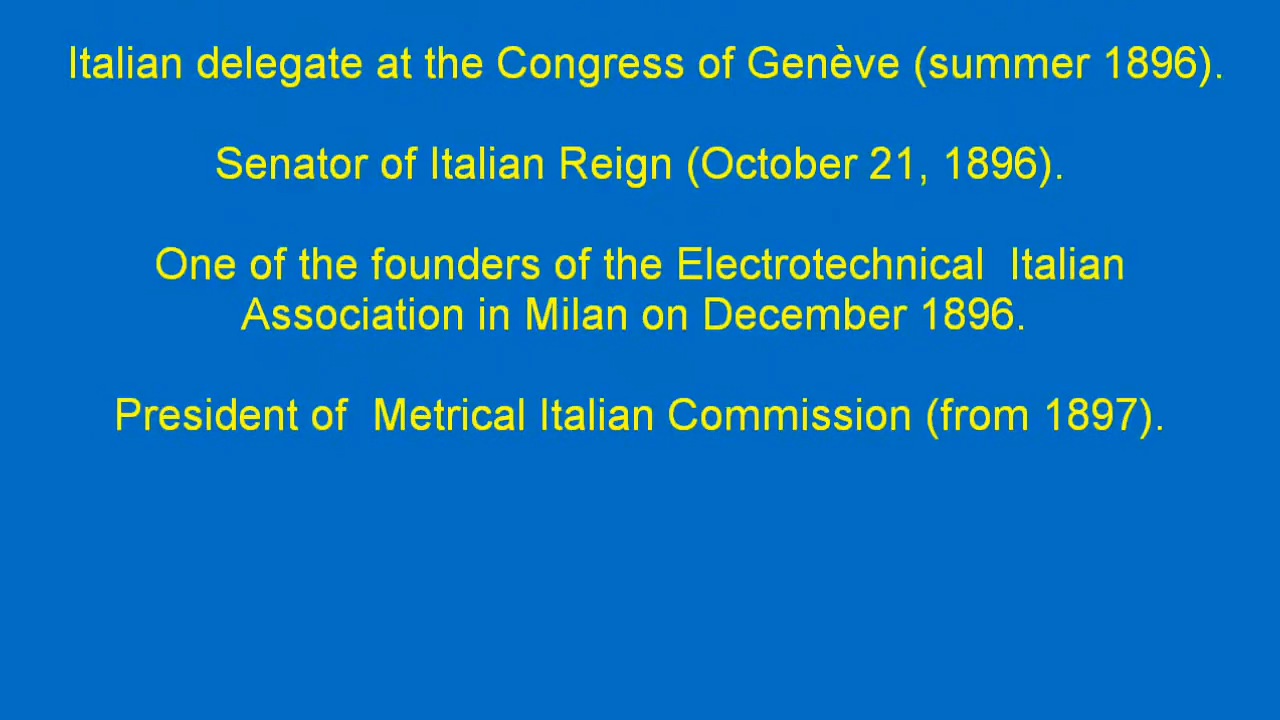 Italian delegate at the Congress of Genève (summer 1896).
Senator of Italian Reign (October 21, 1896).
One of the founders of the Electrotechnical  Italian
Association in Milan on December 1896.
President of  Metrical Italian Commission (from 1897).